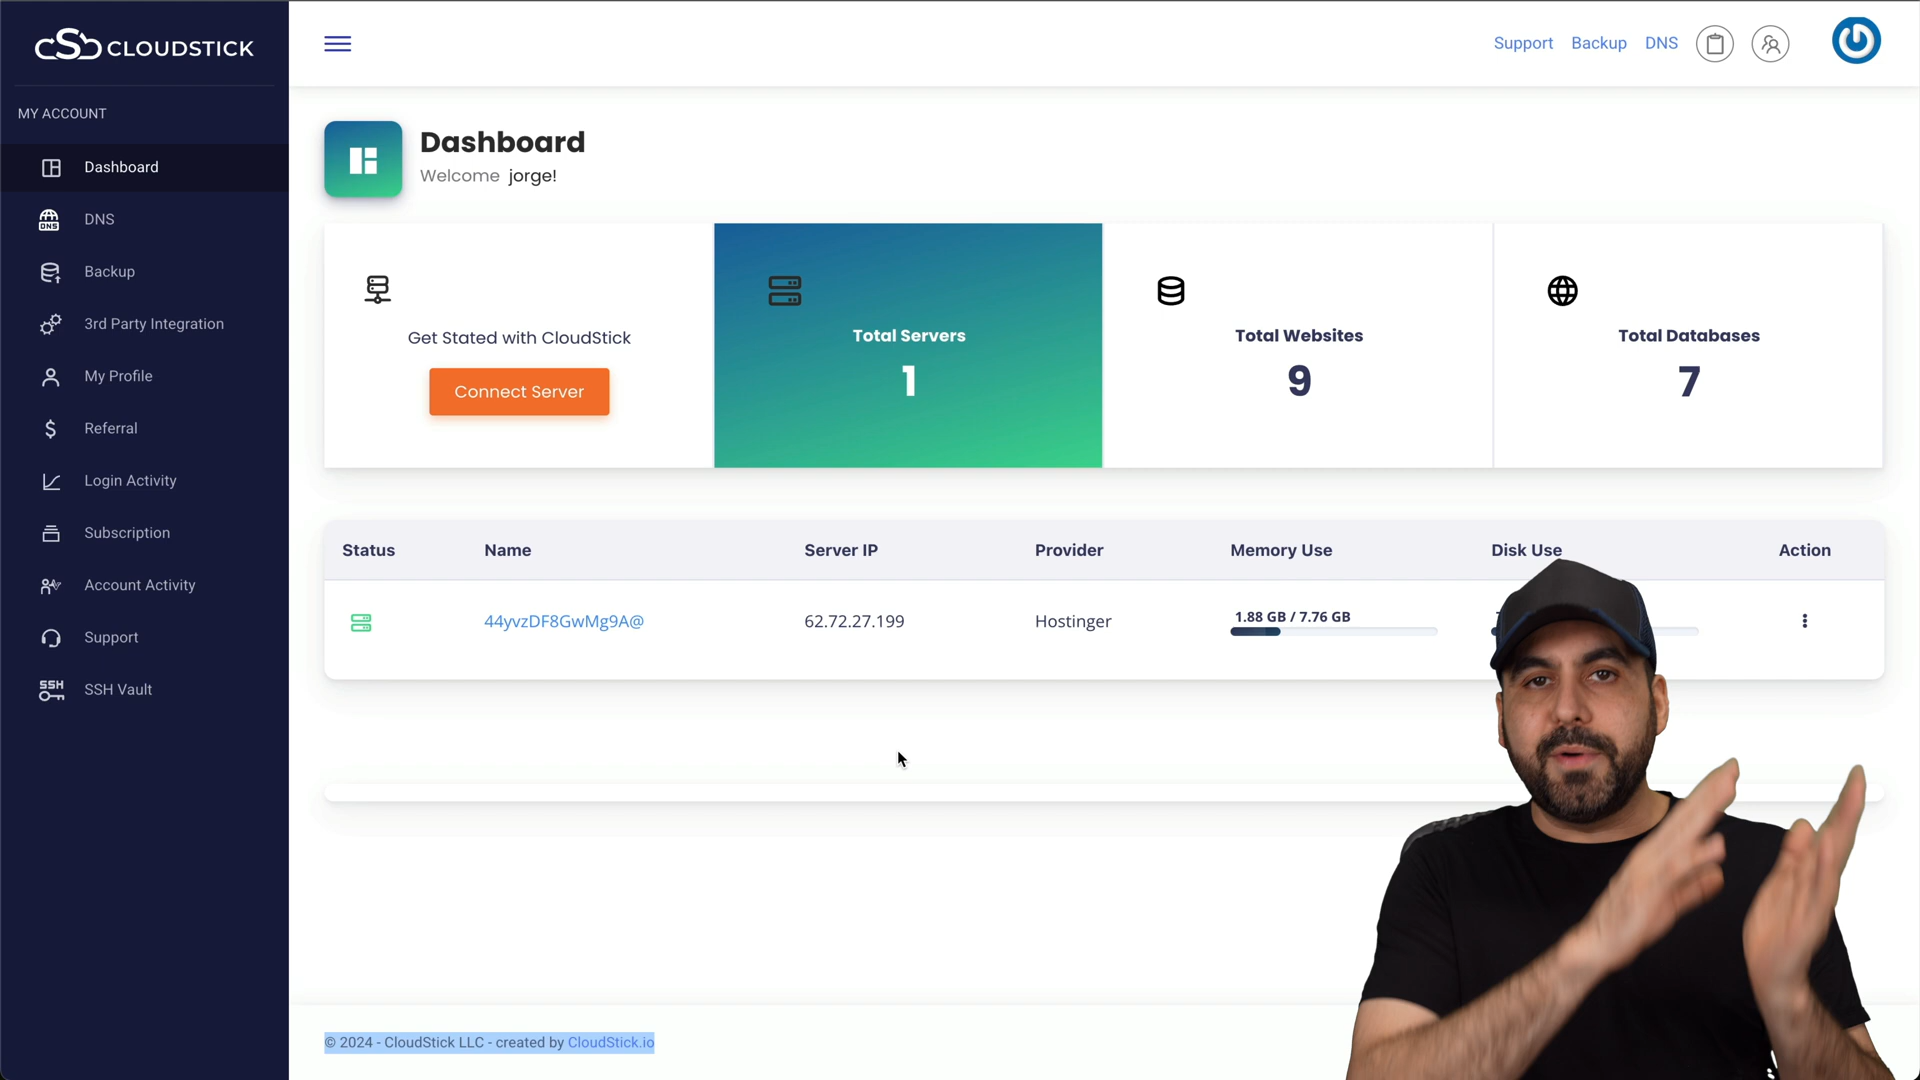 CLOUDSTICK
Support Backup DNS
MY ACCOUNT
Dashboard
DNS
Backup
3rd Party Integration
My Profile
Referral
Login Activity
Subscription
Account Activity
Support
SSH Vault
Dashboard
Welcome jorge!
Get Stated with CloudStick
Connect Server
Total Servers
1
Total Websites
9
Total Databases
7
Status Name Server IP Provider Memory Use Disk Use Action
44yvzDF8GwMg9A@ 62.72.27.199 Hostinger 1.88 GB / 7.76 GB
© 2024 - CloudStick LLC - created by CloudStick.io